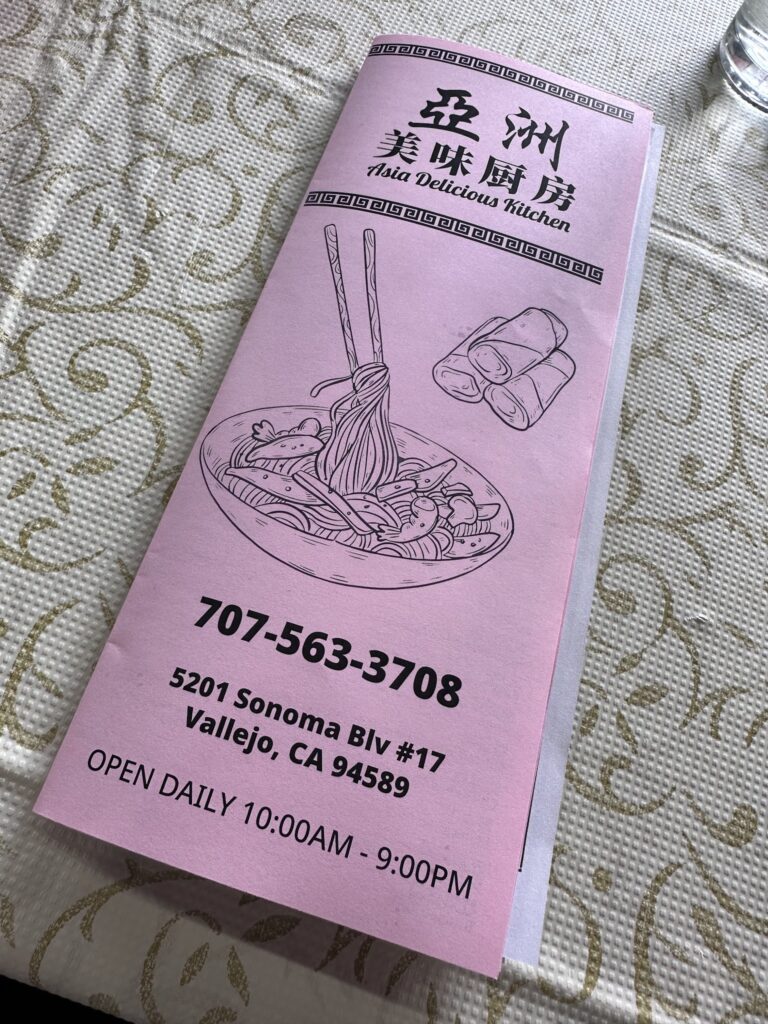 亞洲
美味厨房
Asia Delicious Kitchen
707-563-3708
5201 Sonoma Blv #17
Vallejo, CA 94589
OPEN DAILY 10:00AM - 9:00PM